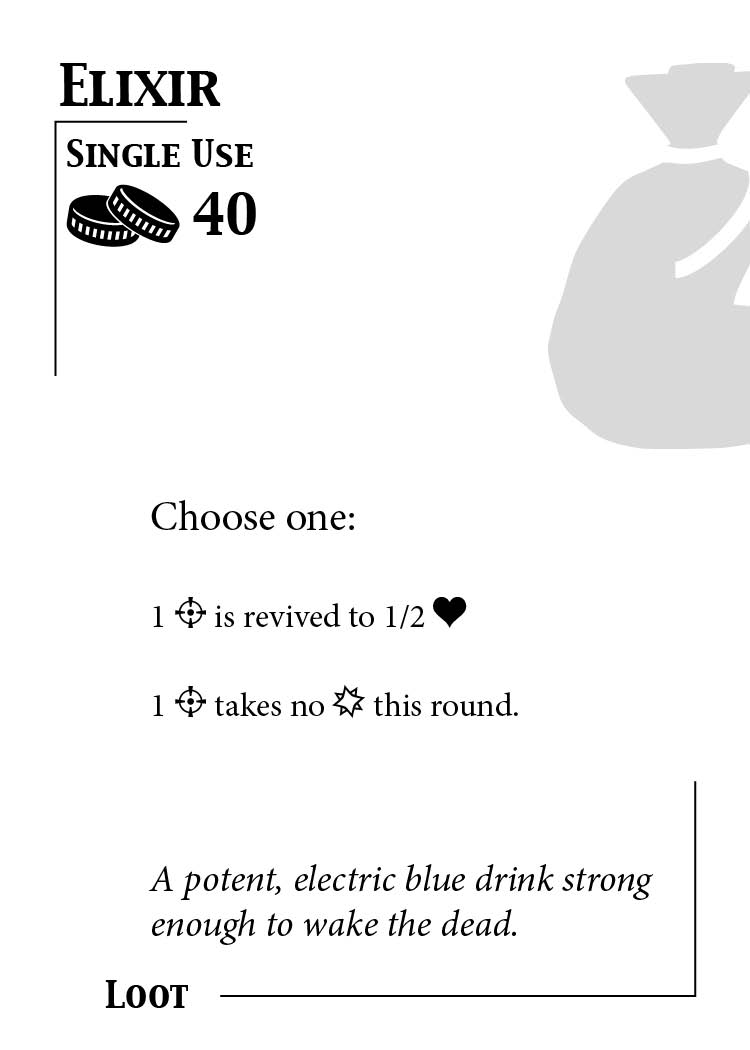 Elixir
Single Use
40
Choose one:
1 is revived to 1/2
1 takes no this round.
A potent, electric blue drink strong
enough to wake the dead.
Loot